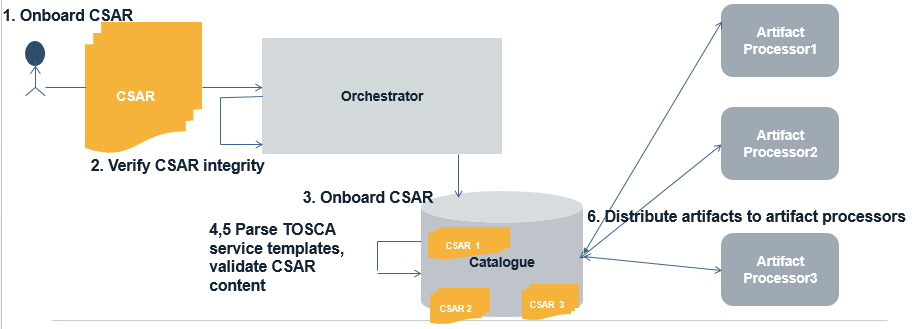 1. Onboard CSAR
CSAR
Orchestrator
2. Verify CSAR integrity
3. Onboard CSAR
4,5 Parse TOSCA
service templates,
validate CSAR
content
CSAR 1
Catalogue
CSAR 2
CSAR 3
6. Distribute artifacts to artifact processors
Artifact
Processor1
Artifact
Processor2
Artifact
Processor3